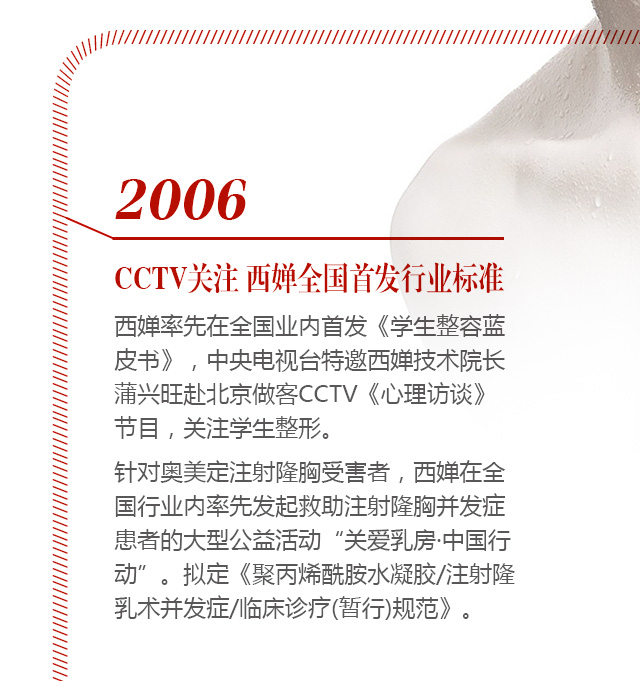 2006
CCTV关注 西婵全国首发行业标准
西婵率先在全国业内首发《学生整容蓝
皮书》，中央电视台特邀西婵技术院长
蒲兴旺赴北京做客CCTV《心理访谈》
节目，关注学生整形。
针对奥美定注射隆胸受害者，西婵在全
国行业内率先发起救助注射隆胸并发症
患者的大型公益活动“关爱乳房·中国行
动”。拟定《聚丙烯酰胺水凝胶/注射隆
乳术并发症/临床诊疗(暂行)规范》。